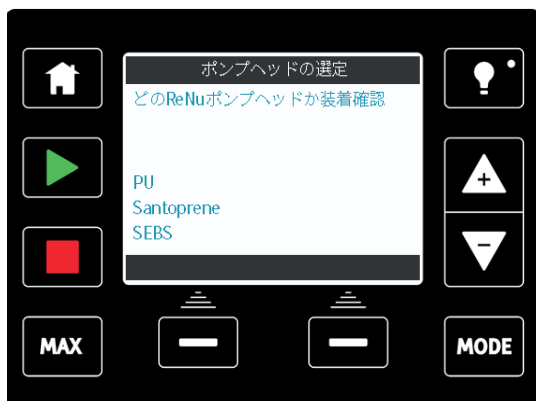 ポンプヘッドの選定
どのReNuポンプヘッドか装着確認
PU
Santoprene
SEBS
+
−
MAX
MODE